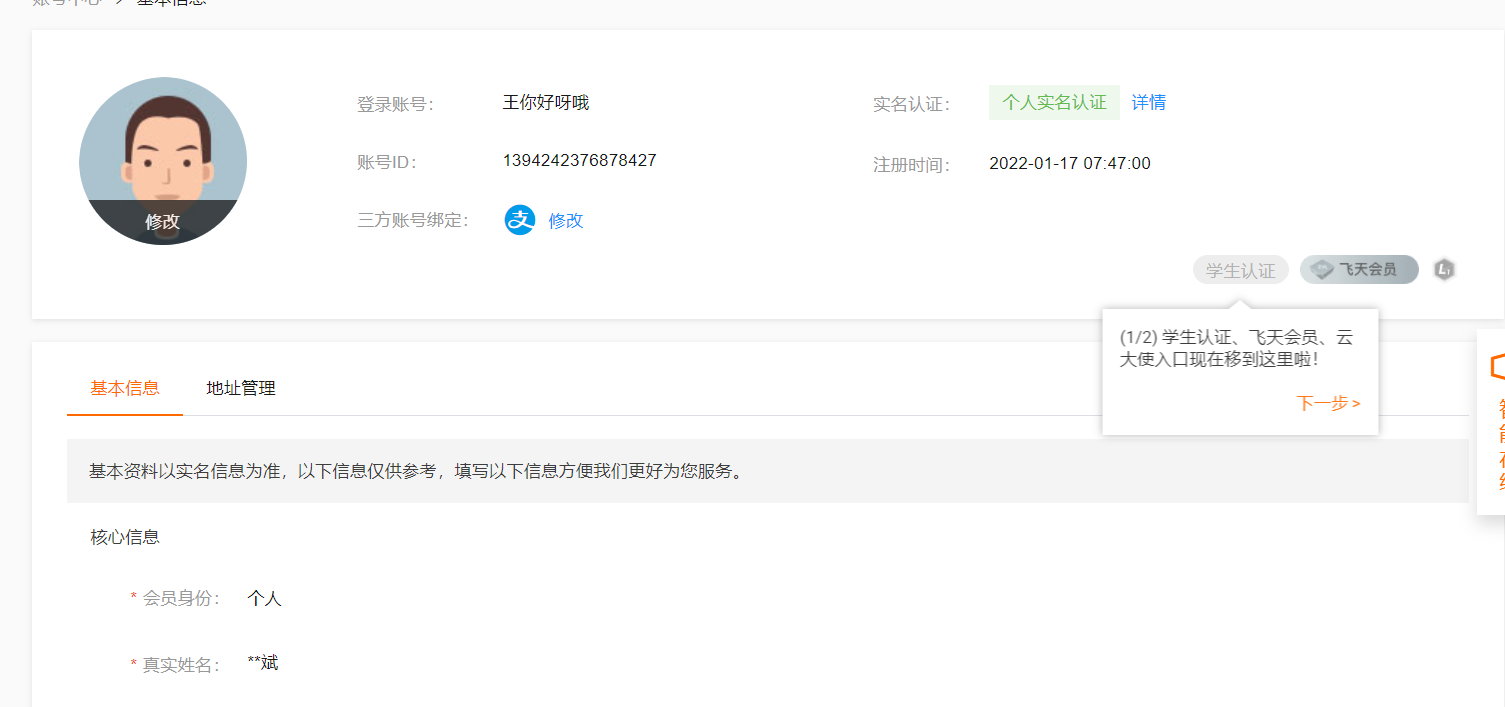 账号中心 > 基本信息
登录账号：
王你好呀哦
实名认证：
个人实名认证 详情
账号ID：
1394242376878427
注册时间：
2022-01-17 07:47:00
三方账号绑定：
支 修改
修改
学生认证
飞天会员
L1
(1/2) 学生认证、飞天会员、云
大使入口现在移到这里啦！
下一步 >
基本信息
地址管理
基本资料以实名信息为准，以下信息仅供参考，填写以下信息方便我们更好为您服务。
核心信息
* 会员身份：
个人
* 真实姓名：
**斌